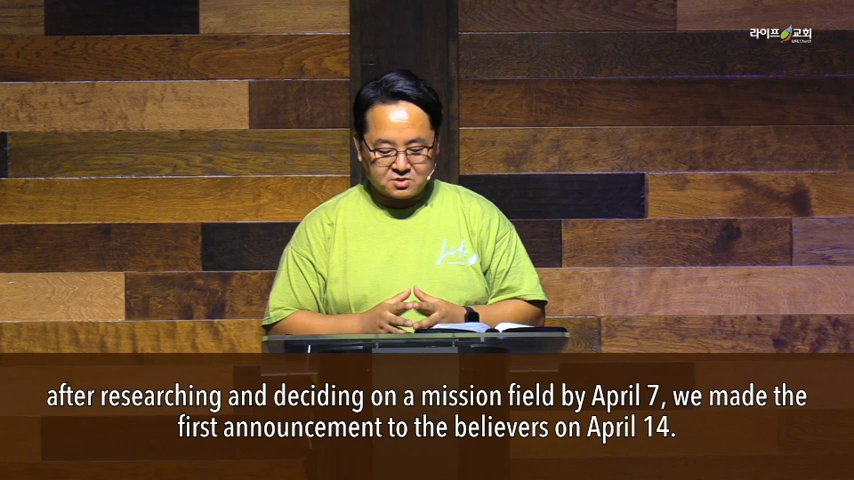 라이프 교회
Life
after researching and deciding on a mission field by April 7, we made the
first announcement to the believers on April 14.